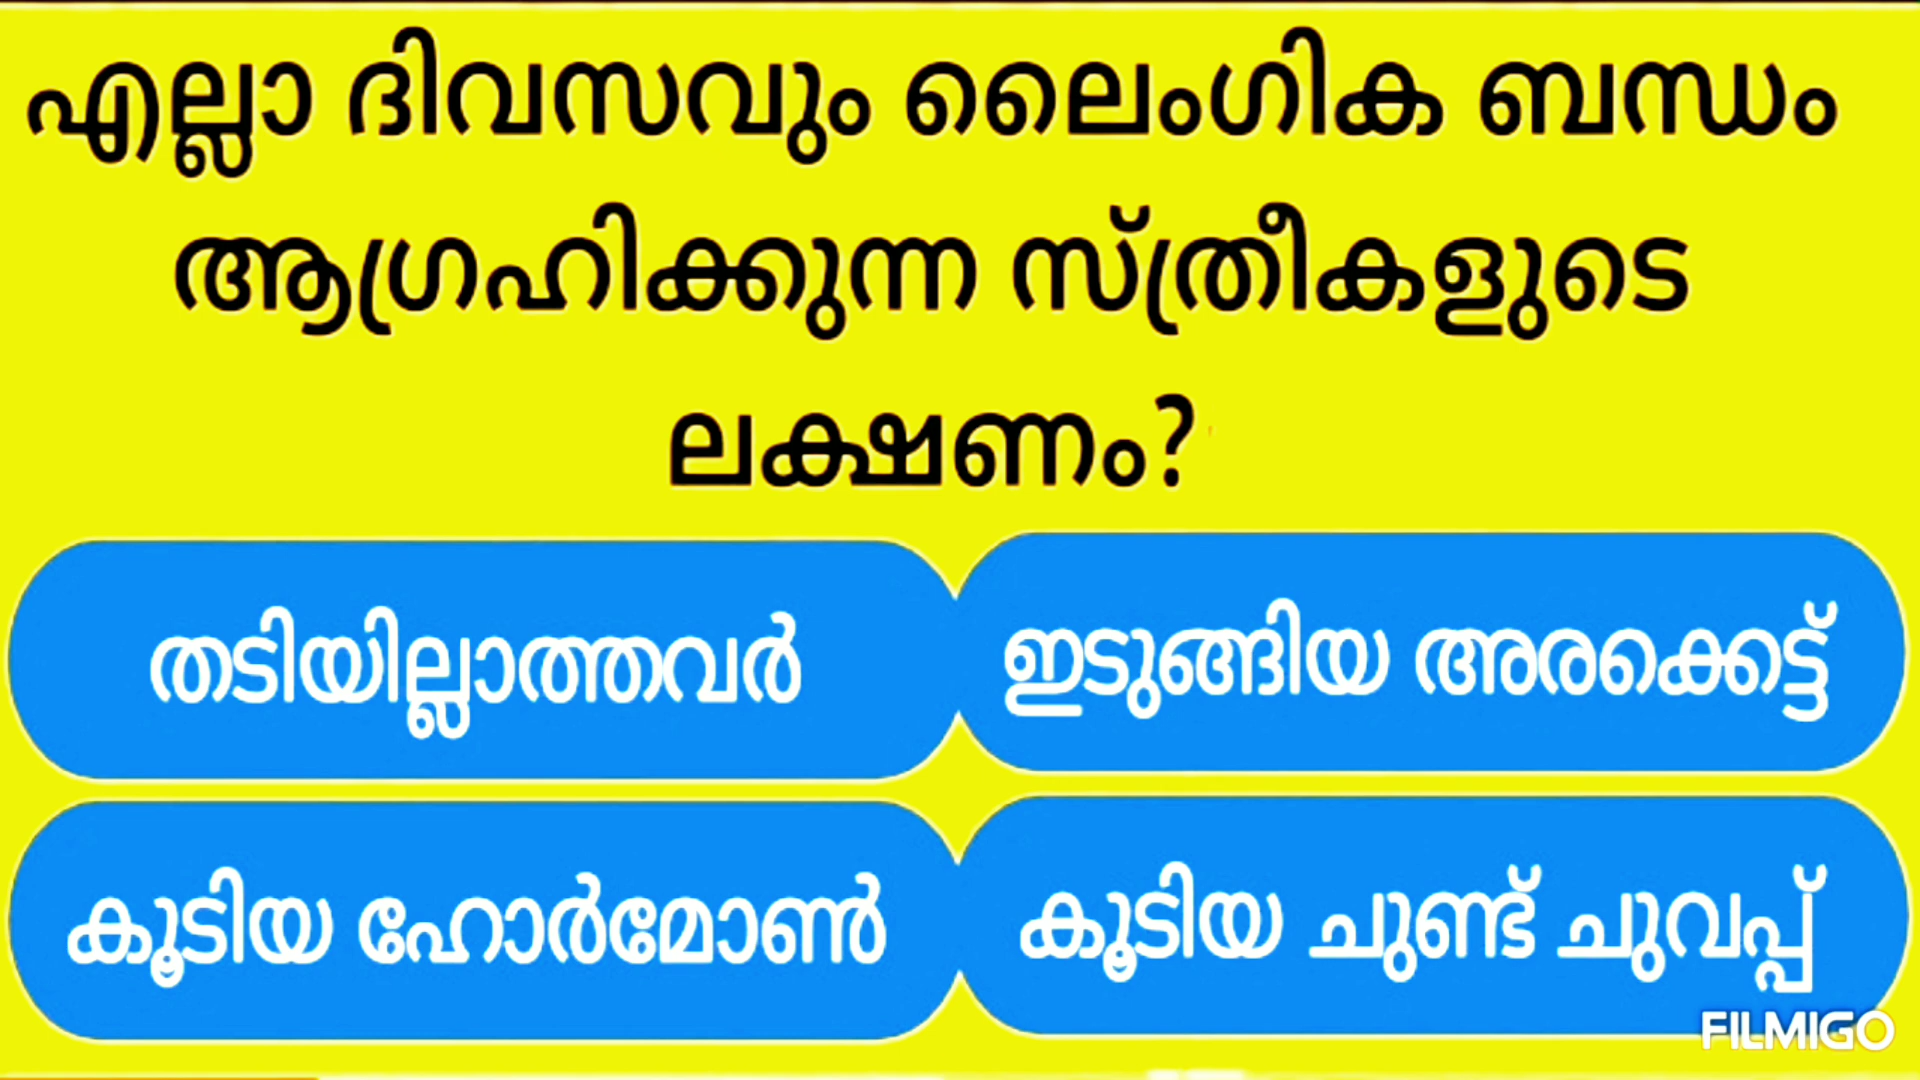 എല്ലാ ദിവസവും ലൈംഗിക ബന്ധം
ആഗ്രഹിക്കുന്ന സ്ത്രീകളുടെ
ലക്ഷണം?
തടിയില്ലാത്തവർ
ഇടുങ്ങിയ അരക്കെട്ട്
കൂടിയ ഹോർമോൺ
കൂടിയ ചുണ്ട് ചുവപ്പ്
FILMIGO